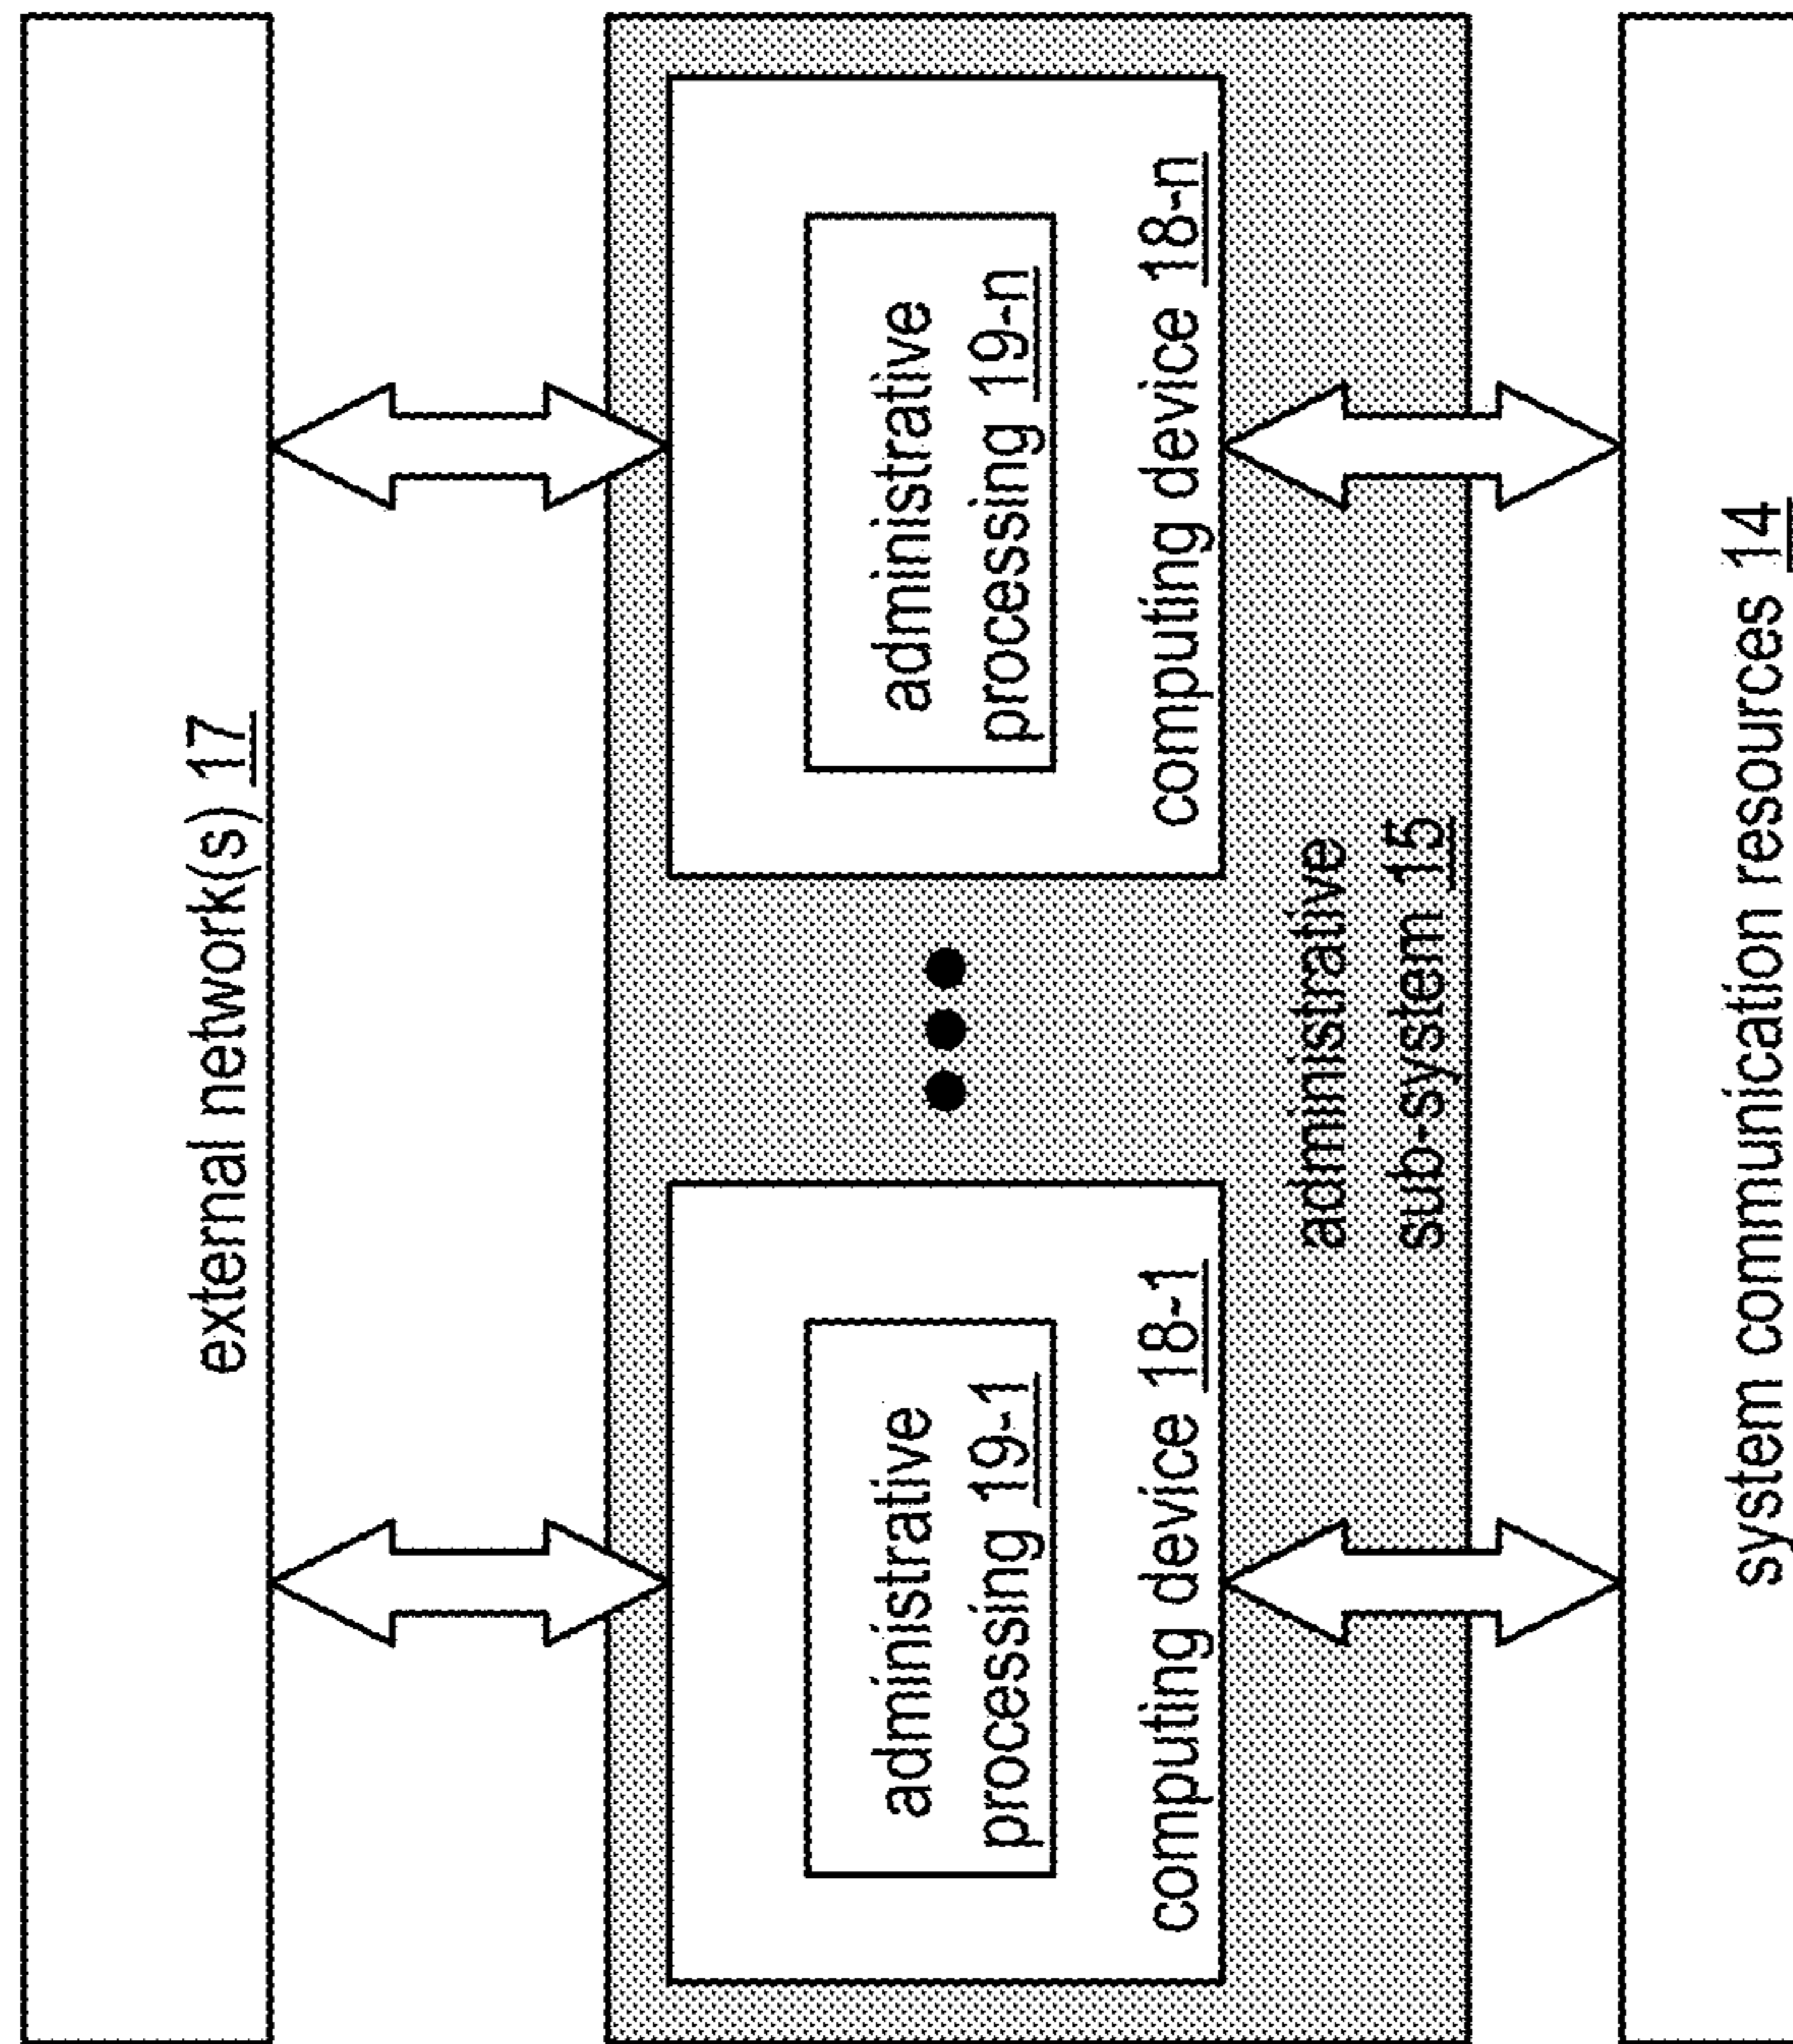 external network(s) 17
administrative
processing 19-1
computing device 18-1
administrative
processing 19-n
computing device 18-n
administrative
sub-system 15
system communication resources 14